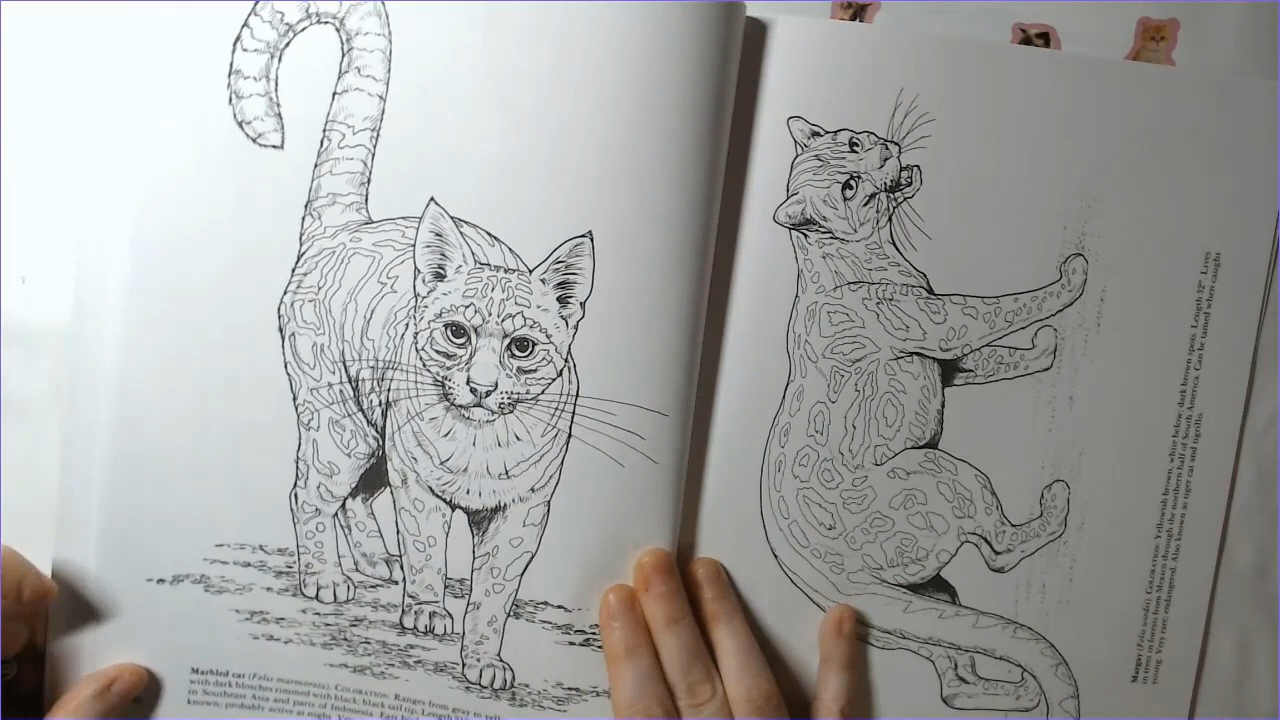 Marbled cat (Felis marmorata). COLORATION: Ranges from gray to
with dark blotches rimmed with black, black tail tip. Length
in Southeast Asia and parts of Indonesia. Eats
known; probably active at night.
Margay (Felis wiedi). COLORATION: Yellowish brown, white below, dark brown spots. Length 52". Lives
in trees in forests from Mexico through the northern half of South America. Can be tamed when caught
young. Very rare, endangered. Also known as tiger cat and tigrillo.